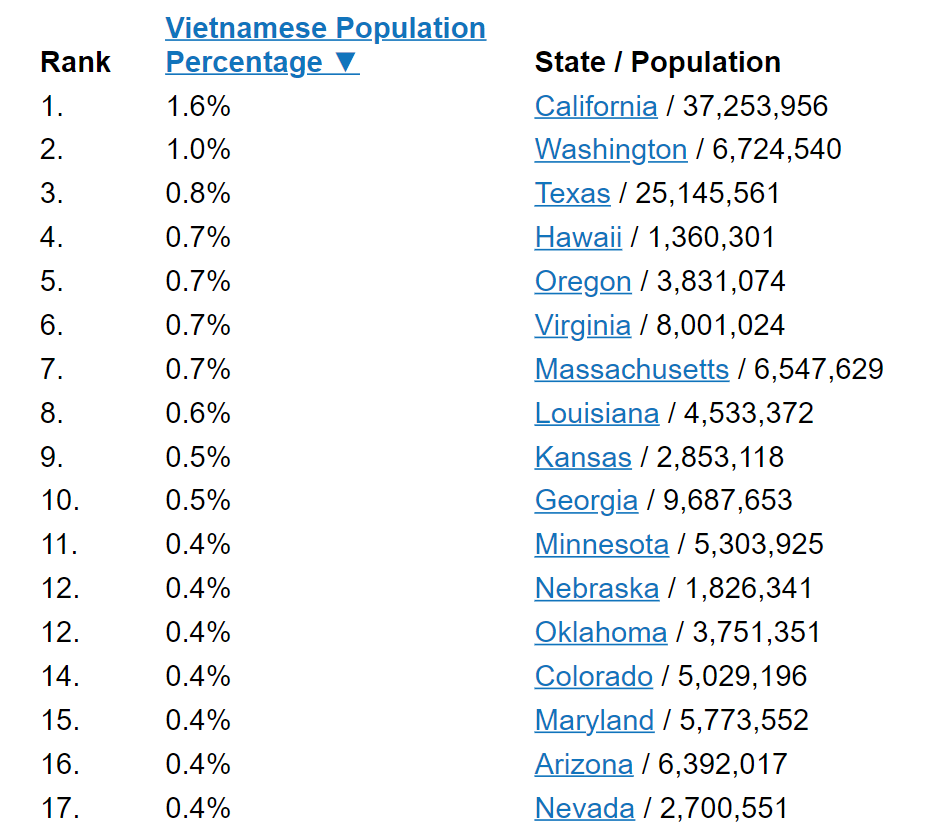 Vietnamese Population
Rank Percentage ▼ State / Population
1. 1.6% California / 37,253,956
2. 1.0% Washington / 6,724,540
3. 0.8% Texas / 25,145,561
4. 0.7% Hawaii / 1,360,301
5. 0.7% Oregon / 3,831,074
6. 0.7% Virginia / 8,001,024
7. 0.7% Massachusetts / 6,547,629
8. 0.6% Louisiana / 4,533,372
9. 0.5% Kansas / 2,853,118
10. 0.5% Georgia / 9,687,653
11. 0.4% Minnesota / 5,303,925
12. 0.4% Nebraska / 1,826,341
12. 0.4% Oklahoma / 3,751,351
14. 0.4% Colorado / 5,029,196
15. 0.4% Maryland / 5,773,552
16. 0.4% Arizona / 6,392,017
17. 0.4% Nevada / 2,700,551